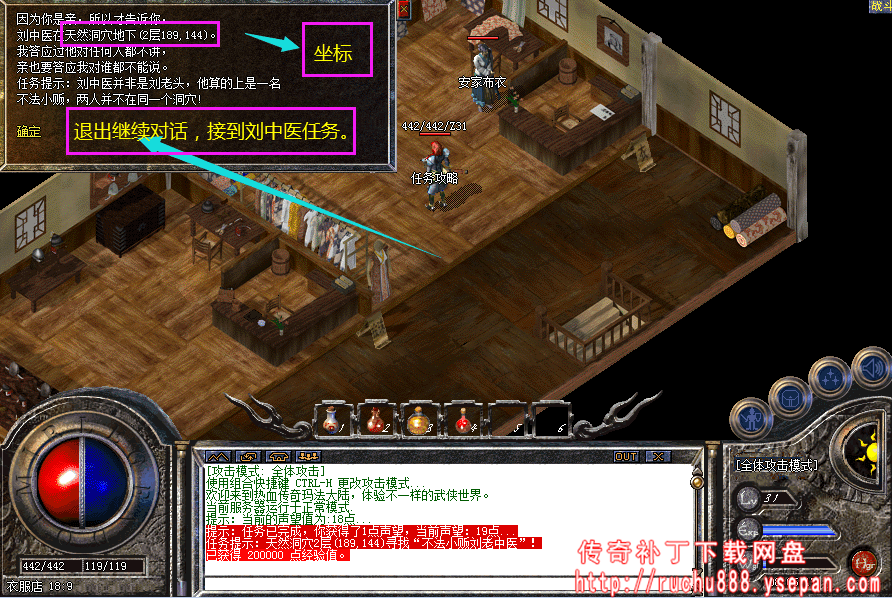 战斗
因为你是亲,所以才告诉你,
刘中医在天然洞穴地下(2层189,144)。
我答应过他对任何人都不讲,
亲也要答应我对谁都不能说。
任务提示: 刘中医并非是刘老头, 他算的上是一名
不法小贩, 两人并不在同一个洞穴!
确定
坐标
退出继续对话，接到刘中医任务。
安家布衣
442/442/Z31
任务攻略
1
2
3
4
5
6
OUT
[攻击模式: 全体攻击]
使用组合快捷键 CTRL-H 更改攻击模式...
欢迎来到热血传奇玛法大陆, 体验不一样的武侠世界。
当前服务器运行于正常模式.
提示: 当前的声望值为:18点...
提示: 任务已完成, 你获得了1点声望, 当前声望: 19点...
任务提示: 天然洞穴2层(189,144)寻找“不法小贩刘老中医”!
已获得 200000 点经验值。
442/442
119/119
衣服店 18:9
[全体攻击模式]
Lv
31
Exp
传奇补丁下载网盘
http://ruchu888.ysepan.com/